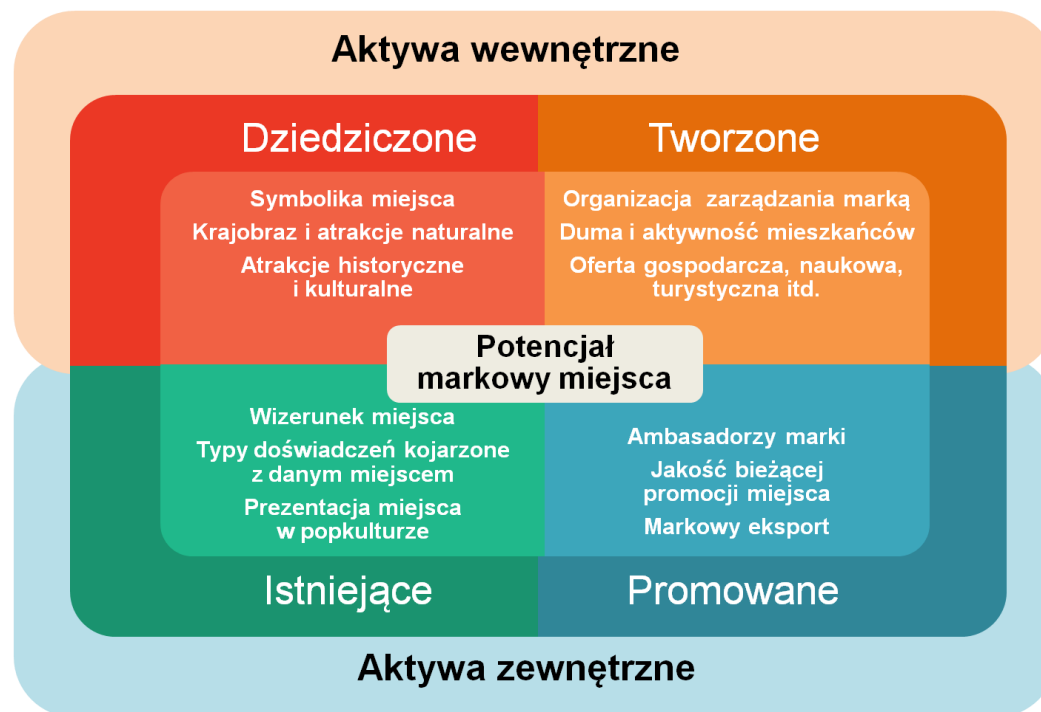 Aktywa wewnętrzne
Dziedziczone
Symbolika miejsca
Krajobraz i atrakcje naturalne
Atrakcje historyczne
i kulturalne
Tworzone
Organizacja zarządzania marką
Duma i aktywność mieszkańców
Oferta gospodarcza, naukowa,
turystyczna itd.
Potencjał
markowy miejsca
Wizerunek miejsca
Typy doświadczeń kojarzone
z danym miejscem
Prezentacja miejsca
w popkulturze
Istniejące
Ambasadorzy marki
Jakość bieżącej
promocji miejsca
Markowy eksport
Promowane
Aktywa zewnętrzne